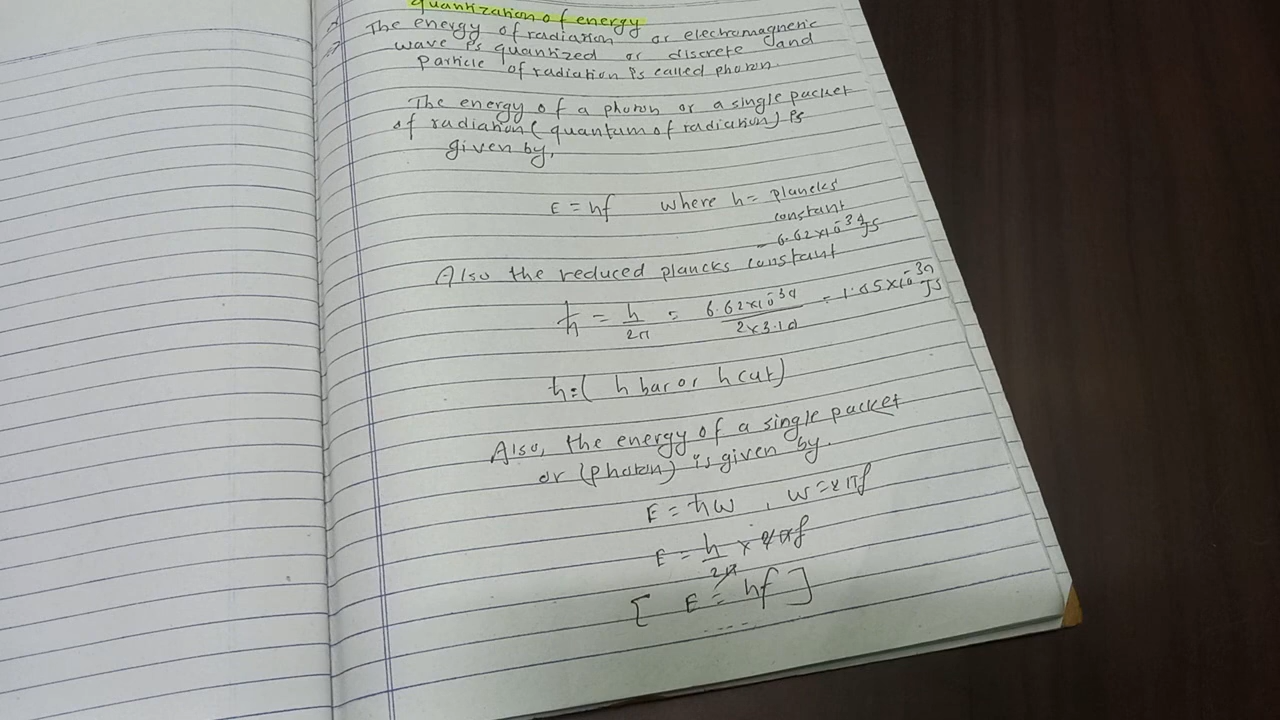 quantization of energy
The energy of radiation or electromagnetic
wave is quantized or discrete and
particle of radiation is called photon.
The energy of a photon or a single packet
of radiation (quantum of radiation) is
given by,
E = hf where h = plancks
constant
= 6.62×10⁻³⁴ Js
Also the reduced plancks constant
ħ = h/2π = 6.62×10⁻³⁴/2×3.14 = 1.05×10⁻³⁴ Js
ħ = ( h bar or h cut)
Also, the energy of a single packet
or (photon) is given by.
E = ħω , ω = 2πf
E = h/2π × 2πf
[ E = hf ]